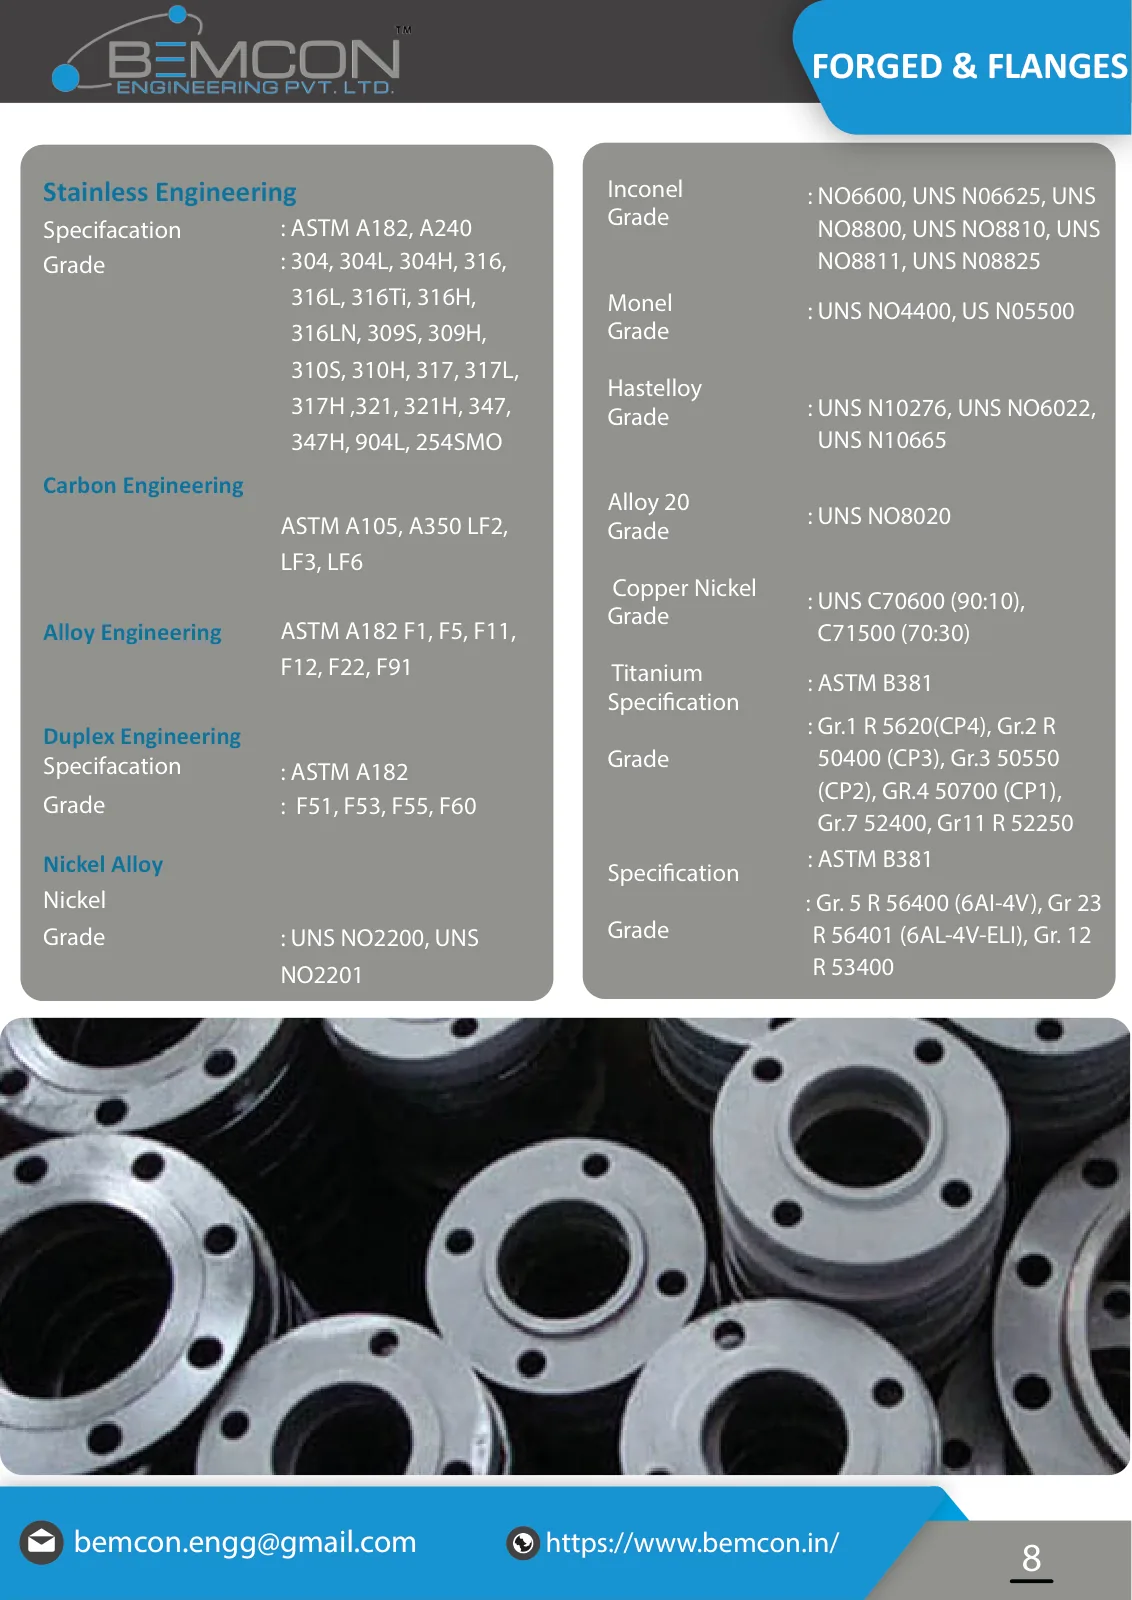 BEMCON TM
ENGINEERING PVT. LTD.
FORGED & FLANGES
Stainless Engineering
Specifacation : ASTM A182, A240
Grade : 304, 304L, 304H, 316,
316L, 316Ti, 316H,
316LN, 309S, 309H,
310S, 310H, 317, 317L,
317H ,321, 321H, 347,
347H, 904L, 254SMO
Carbon Engineering
ASTM A105, A350 LF2,
LF3, LF6
Alloy Engineering ASTM A182 F1, F5, F11,
F12, F22, F91
Duplex Engineering
Specifacation : ASTM A182
Grade : F51, F53, F55, F60
Nickel Alloy
Nickel
Grade : UNS NO2200, UNS
NO2201
Inconel
Grade
: NO6600, UNS N06625, UNS
NO8800, UNS NO8810, UNS
NO8811, UNS N08825
Monel
Grade
: UNS NO4400, US N05500
Hastelloy
Grade
: UNS N10276, UNS NO6022,
UNS N10665
Alloy 20
Grade
: UNS NO8020
Copper Nickel
Grade
: UNS C70600 (90:10),
C71500 (70:30)
Titanium
Specification
: ASTM B381
Grade
: Gr.1 R 5620(CP4), Gr.2 R
50400 (CP3), Gr.3 50550
(CP2), GR.4 50700 (CP1),
Gr.7 52400, Gr11 R 52250
Specification
: ASTM B381
Grade
: Gr. 5 R 56400 (6AI-4V), Gr 23
R 56401 (6AL-4V-ELI), Gr. 12
R 53400
bemcon.engg@gmail.com
https://www.bemcon.in/
8